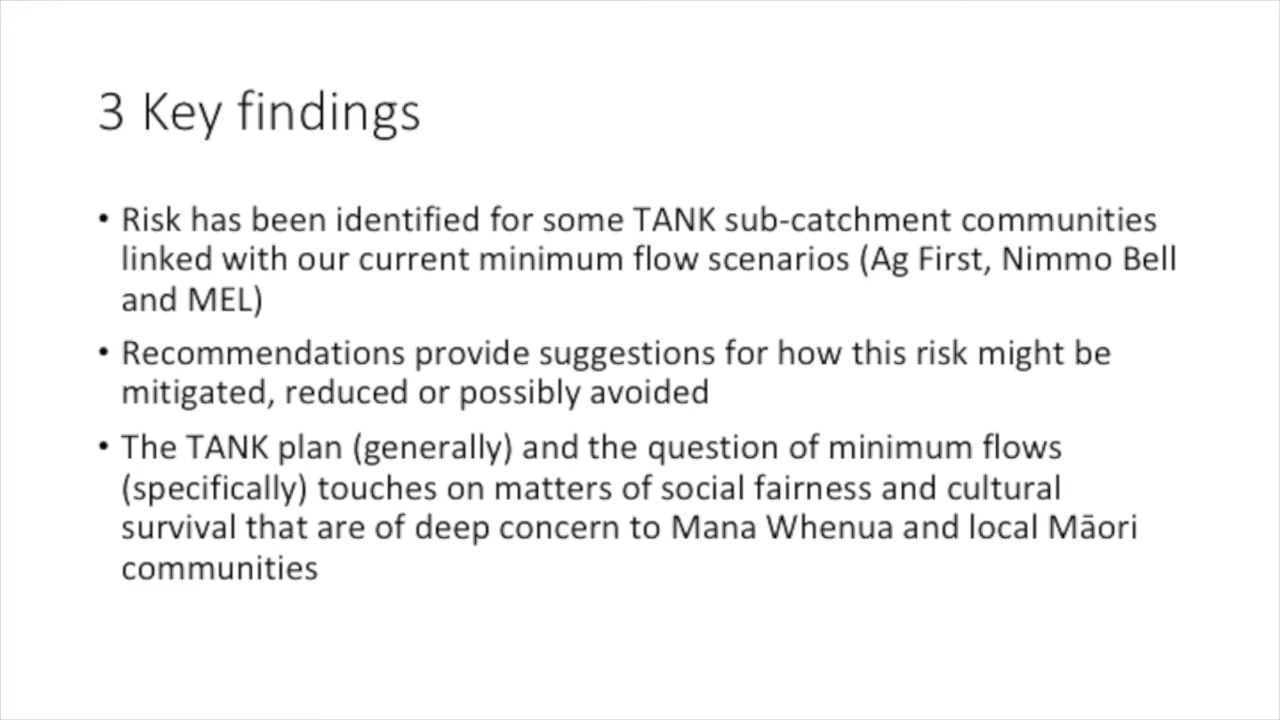 3 Key findings
• Risk has been identified for some TANK sub-catchment communities
linked with our current minimum flow scenarios (Ag First, Nimmo Bell
and MEL)
• Recommendations provide suggestions for how this risk might be
mitigated, reduced or possibly avoided
• The TANK plan (generally) and the question of minimum flows
(specifically) touches on matters of social fairness and cultural
survival that are of deep concern to Mana Whenua and local Māori
communities